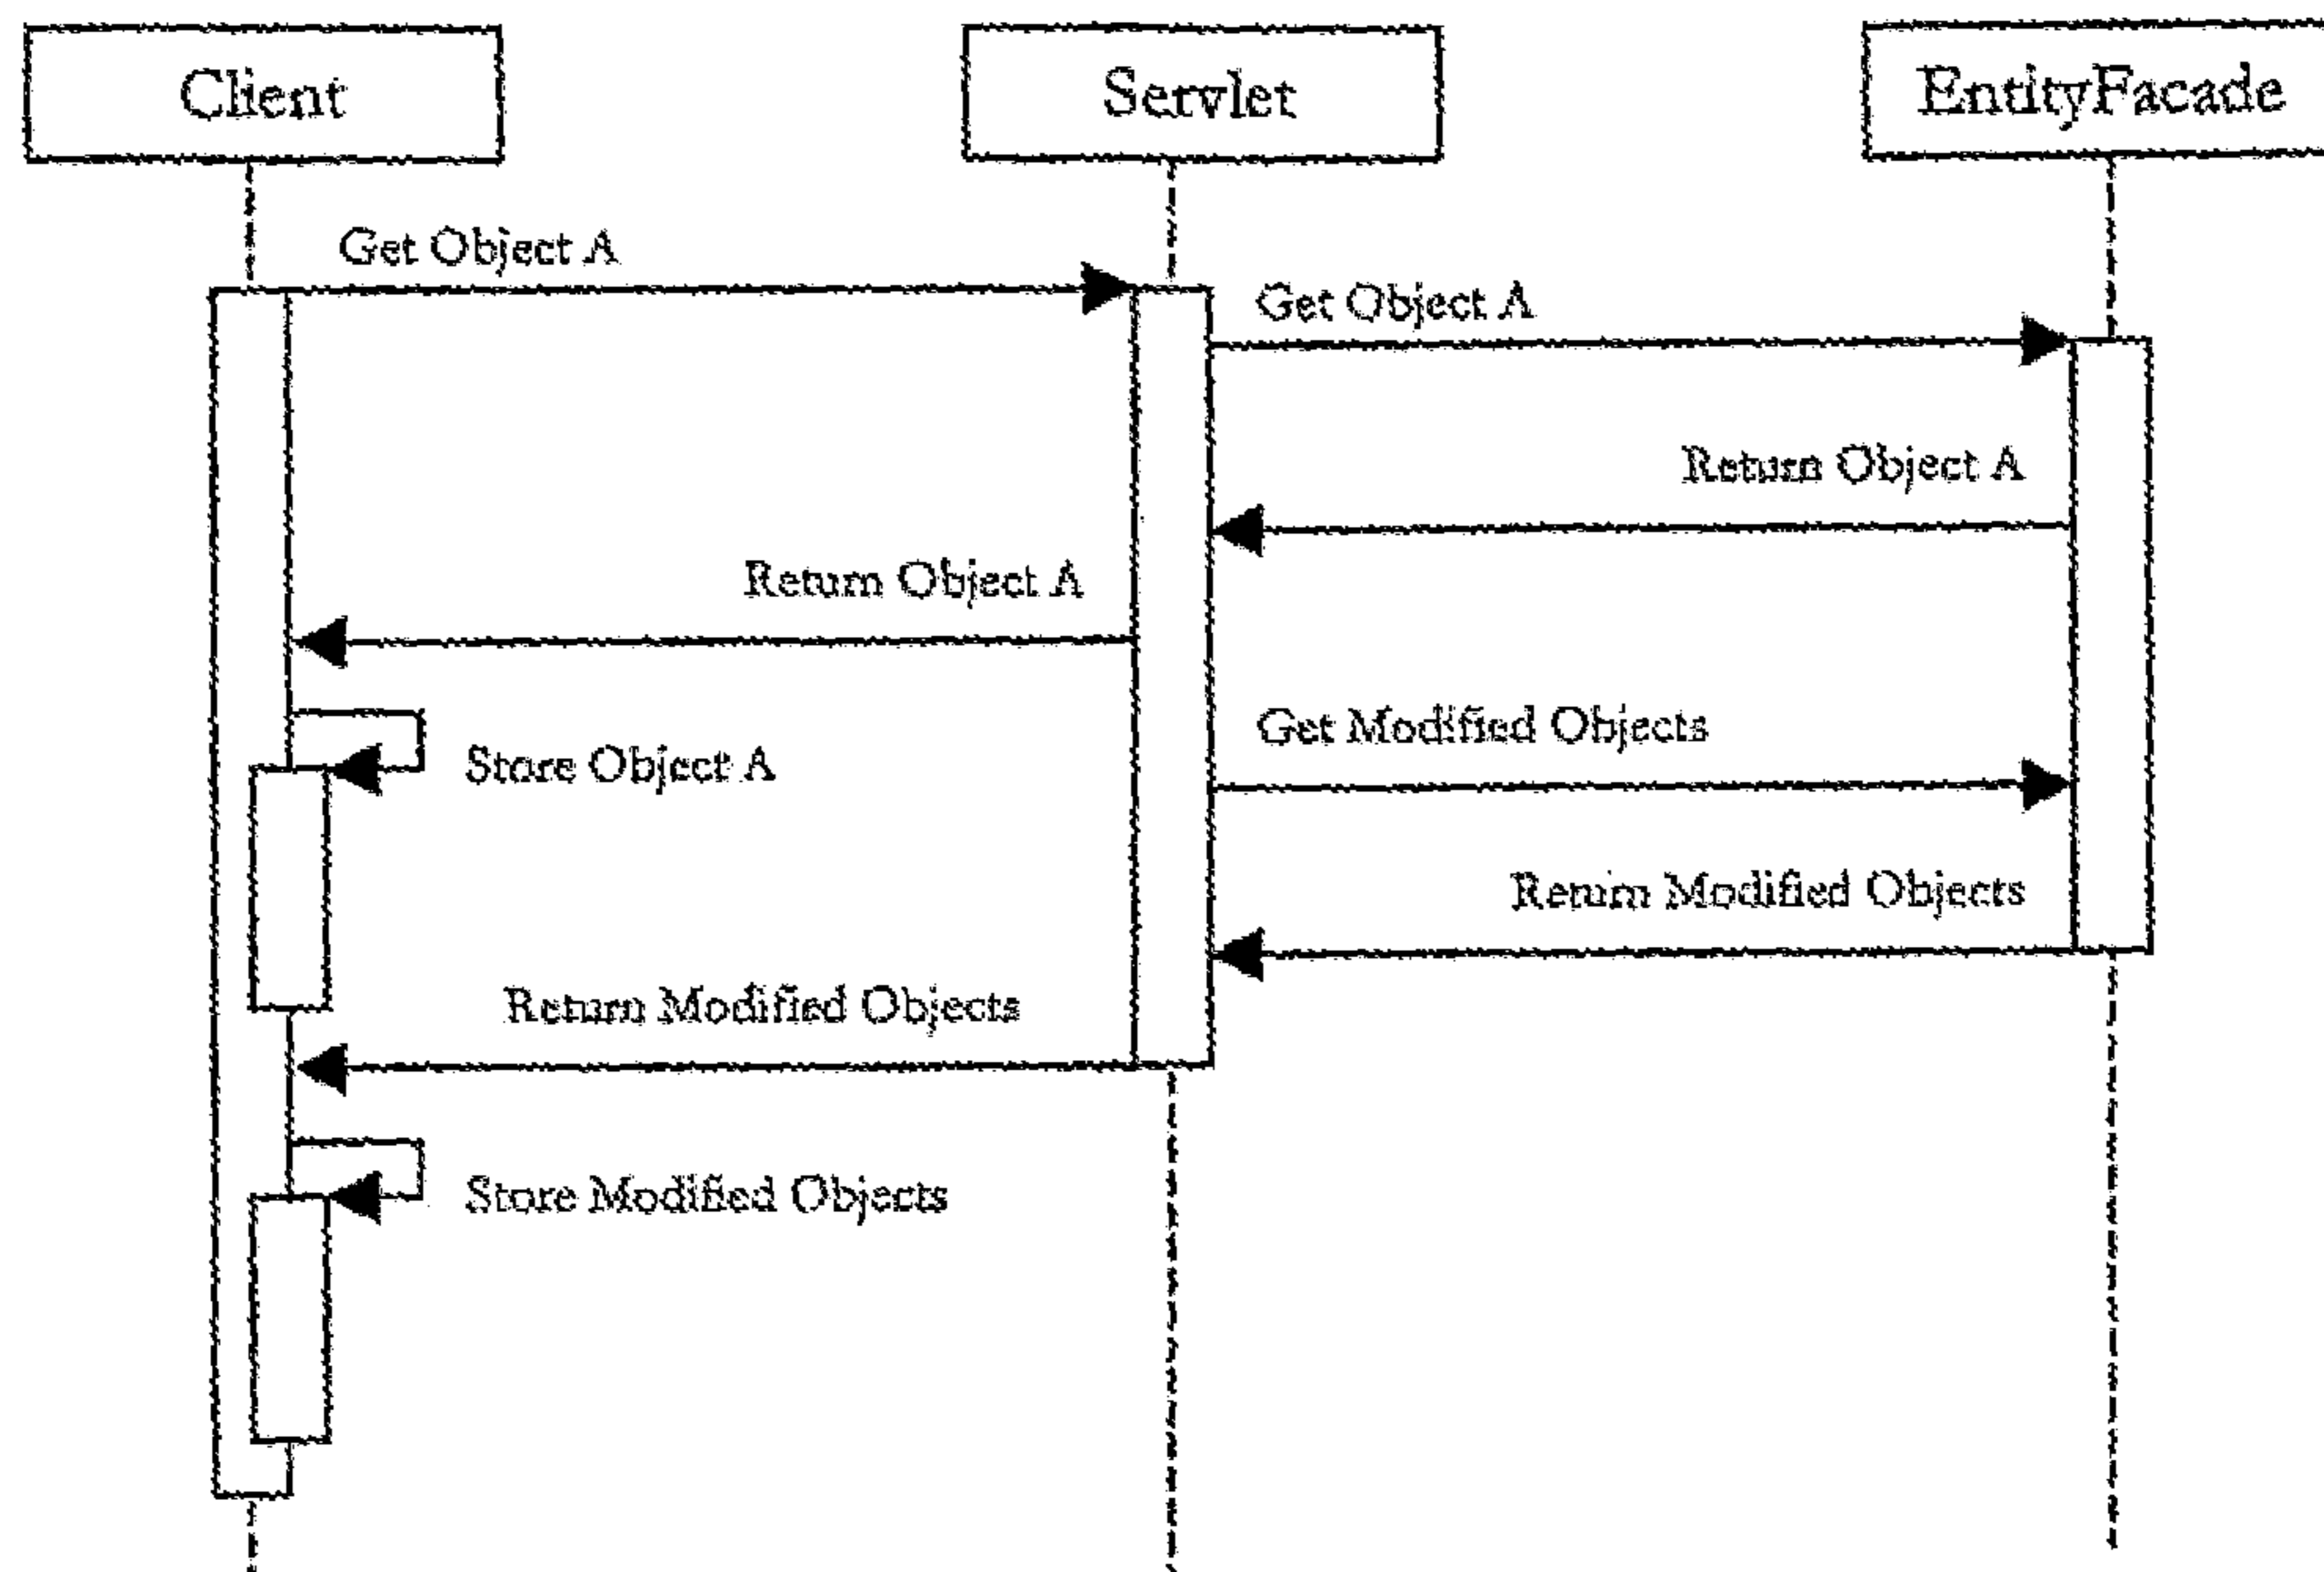 Client
Servlet
EntityFacade
Get Object A
Get Object A
Return Object A
Return Object A
Get Modified Objects
Store Object A
Return Modified Objects
Return Modified Objects
Store Modified Objects